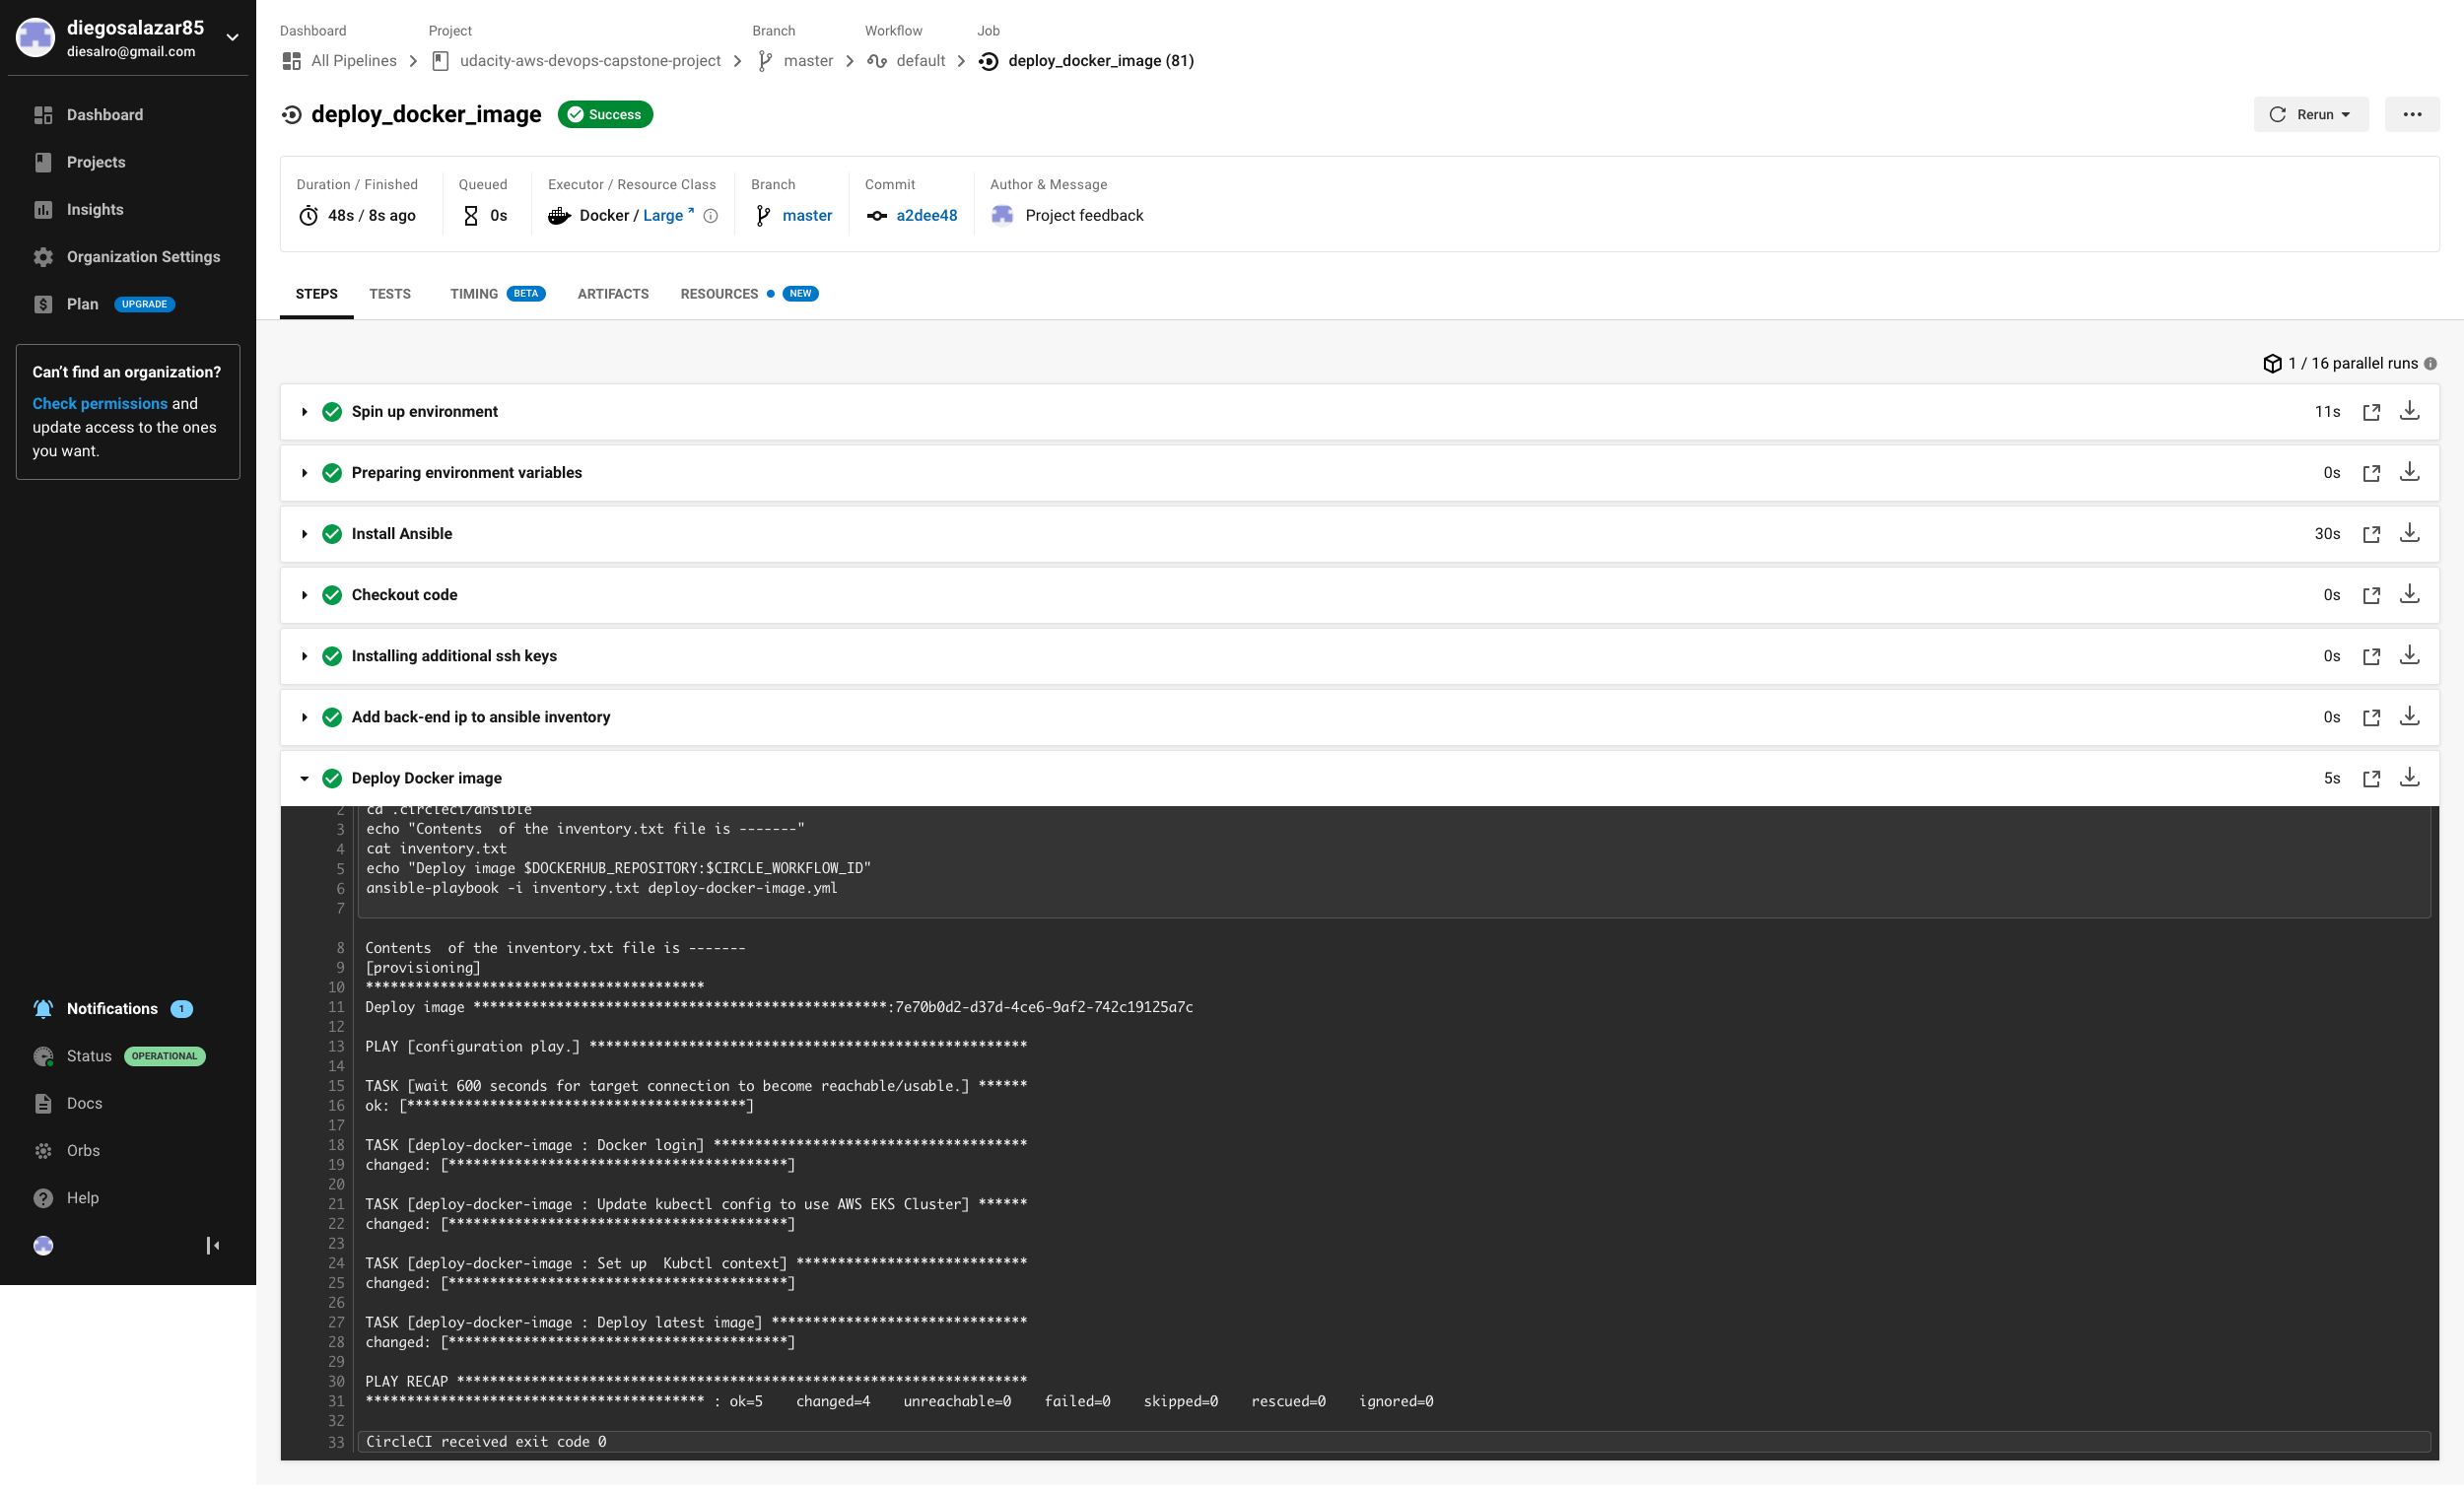 diegosalazar85
diesalro@gmail.com
Dashboard
Projects
Insights
Organization Settings
Plan UPGRADE
Can't find an organization?
Check permissions and
update access to the ones
you want.
Notifications 1
Status OPERATIONAL
Docs
Orbs
Help
Dashboard Project Branch Workflow Job
All Pipelines udacity-aws-devops-capstone-project master default deploy_docker_image (81)
deploy_docker_image Success Rerun
Duration / Finished Queued Executor / Resource Class Branch Commit Author & Message
48s / 8s ago 0s Docker / Large master a2dee48 Project feedback
STEPS TESTS TIMING BETA ARTIFACTS RESOURCES NEW
1 / 16 parallel runs
Spin up environment 11s
Preparing environment variables 0s
Install Ansible 30s
Checkout code 0s
Installing additional ssh keys 0s
Add back-end ip to ansible inventory 0s
Deploy Docker image 5s
2 cd .circleci/ansible
3 echo "Contents  of the inventory.txt file is -------"
4 cat inventory.txt
5 echo "Deploy image $DOCKERHUB_REPOSITORY:$CIRCLE_WORKFLOW_ID"
6 ansible-playbook -i inventory.txt deploy-docker-image.yml
7
8 Contents  of the inventory.txt file is -------
9 [provisioning]
10 *****************************************
11 Deploy image **************************************************:7e70b0d2-d37d-4ce6-9af2-742c19125a7c
12
13 PLAY [configuration play.] *****************************************************
14
15 TASK [wait 600 seconds for target connection to become reachable/usable.] ******
16 ok: [*****************************************]
17
18 TASK [deploy-docker-image : Docker login] **************************************
19 changed: [*****************************************]
20
21 TASK [deploy-docker-image : Update kubectl config to use AWS EKS Cluster] ******
22 changed: [*****************************************]
23
24 TASK [deploy-docker-image : Set up  Kubctl context] ****************************
25 changed: [*****************************************]
26
27 TASK [deploy-docker-image : Deploy latest image] *******************************
28 changed: [*****************************************]
29
30 PLAY RECAP *********************************************************************
31 ***************************************** : ok=5    changed=4    unreachable=0    failed=0    skipped=0    rescued=0    ignored=0
32
33 CircleCI received exit code 0